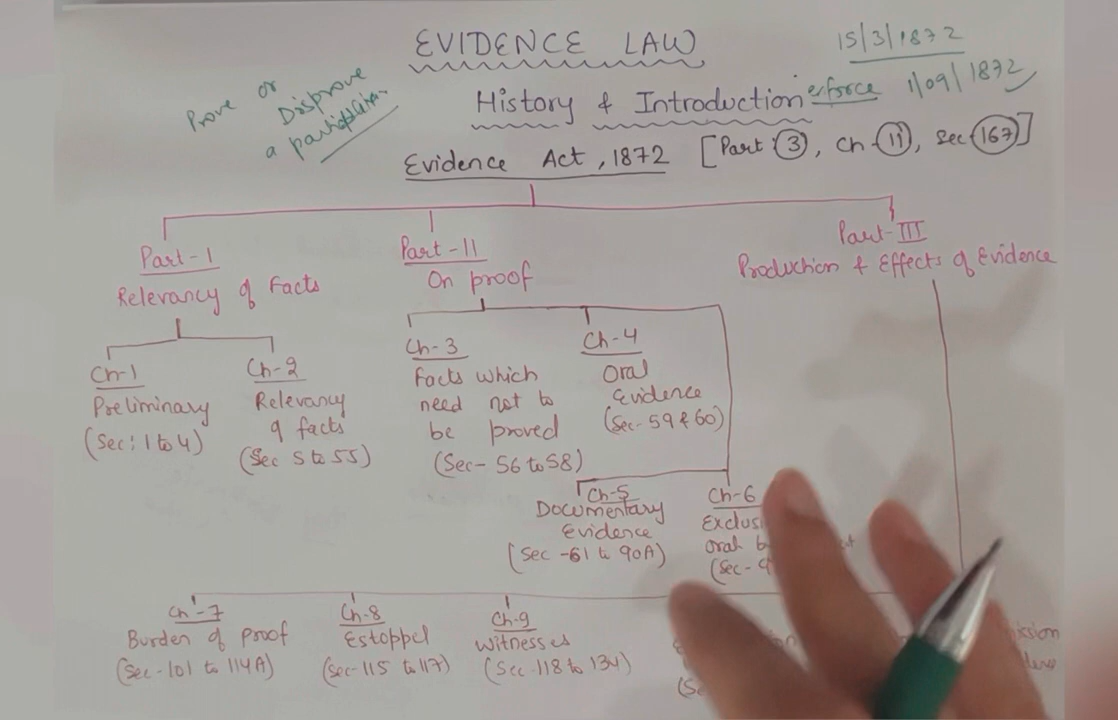 EVIDENCE LAW
15/3/1872
Prove or
Disprove
a
History & Introduction
enforce 1/09/1872
Evidence Act, 1872 [Part 3, Ch 11, Sec 167]
Part-1
Relevancy of Facts
Part-11
On proof
Part-III
Production & Effects of Evidence
Ch-1
Preliminary
(Sec: 1 to 4)
Ch-2
Relevancy
of facts
(Sec 5 to 55)
Ch-3
Facts which
need not to
be proved
(Sec- 56 to 58)
Ch-4
Oral
Evidence
(Sec- 59 & 60)
Ch-5
Documentary
Evidence
(Sec -61 to 90A)
Ch-6
Exclusi
oral b
(Sec- 9
Ch-7
Burden of proof
(Sec-101 to 114A)
Ch-8
Estoppel
(Sec-115 to 117)
Ch-9
Witnesses
(Sec-118 to 134)